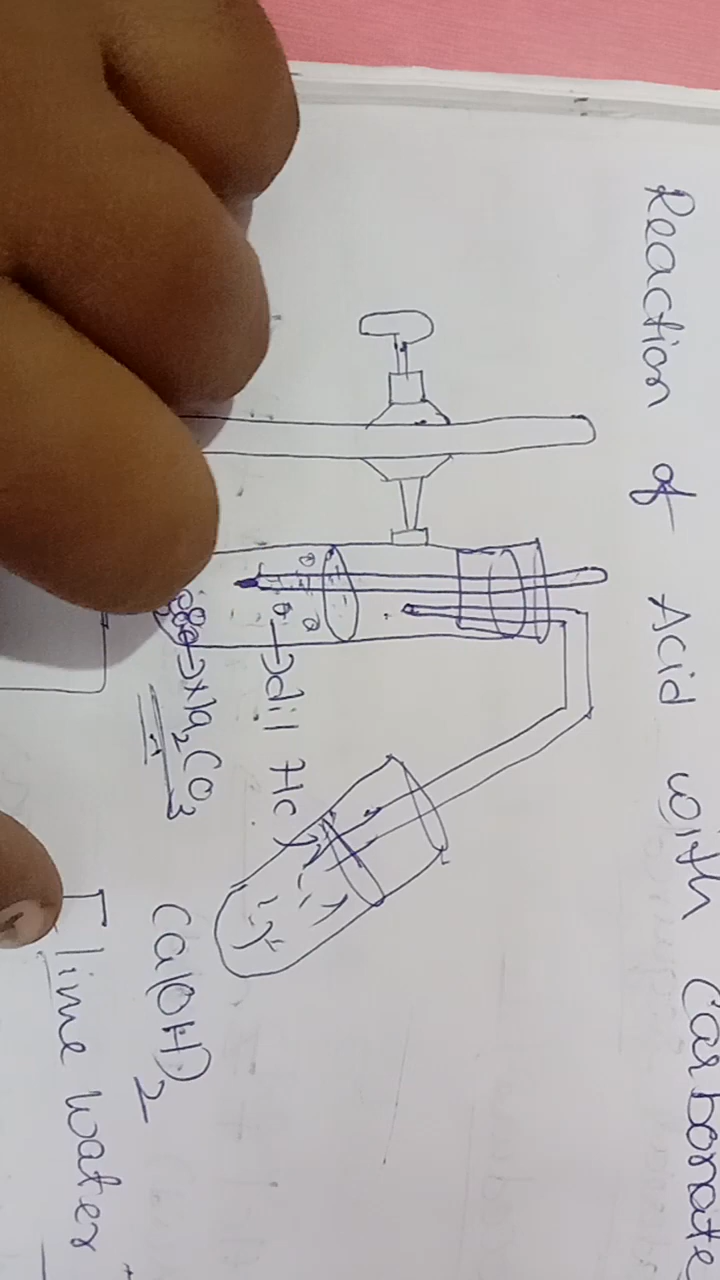 Reaction of Acid with Carbonate
→dil HCl
→Na₂CO₃
Ca(OH)₂
Lime water